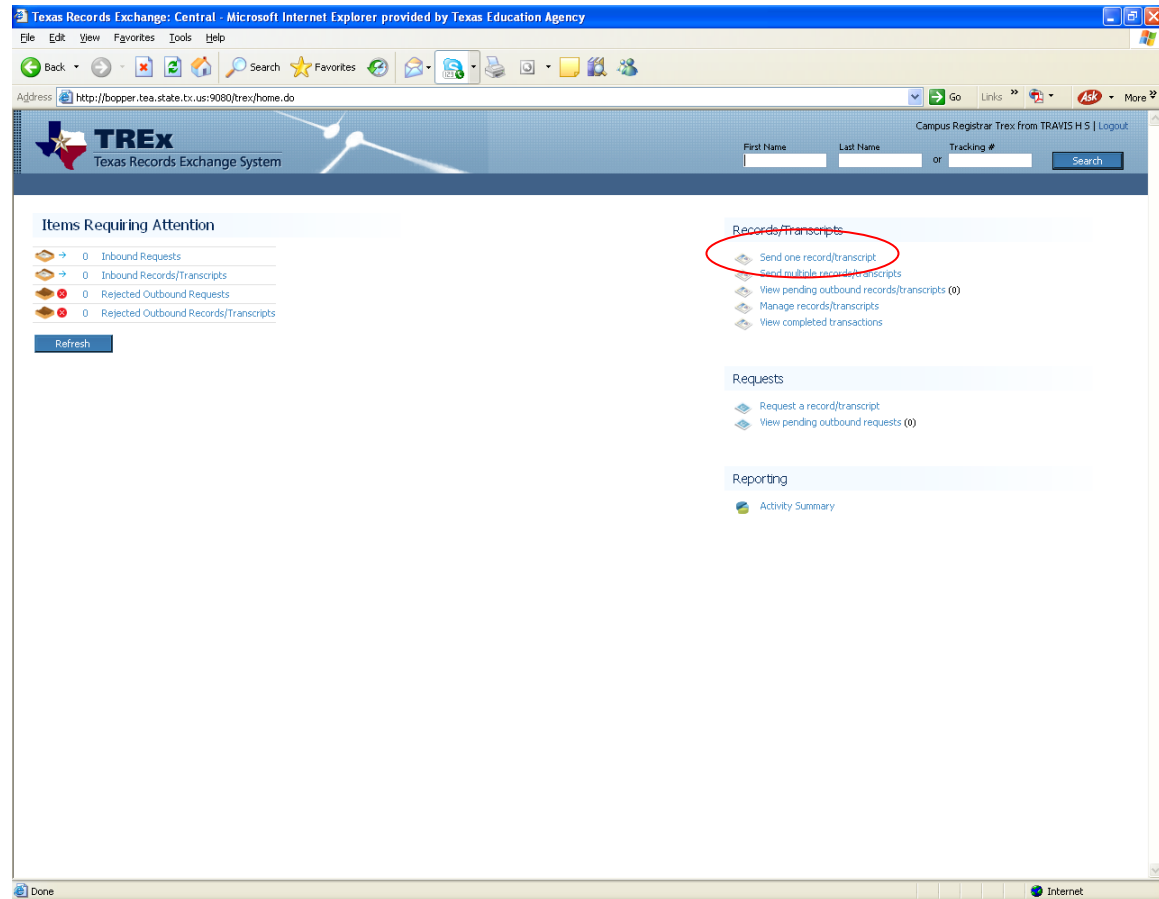 Texas Records Exchange: Central - Microsoft Internet Explorer provided by Texas Education Agency
File Edit View Favorites Tools Help
Back Search Favorites
Address http://bopper.tea.state.tx.us:9080/trex/home.do Go Links » Ask More »
Campus Registrar Trex from TRAVIS H S | Logout
TREx
Texas Records Exchange System
First Name Last Name Tracking #
or Search
Items Requiring Attention
0 Inbound Requests
0 Inbound Records/Transcripts
0 Rejected Outbound Requests
0 Rejected Outbound Records/Transcripts
Refresh
Records/Transcripts
Send one record/transcript
Send multiple records/transcripts
View pending outbound records/transcripts (0)
Manage records/transcripts
View completed transactions
Requests
Request a record/transcript
View pending outbound requests (0)
Reporting
Activity Summary
Done Internet